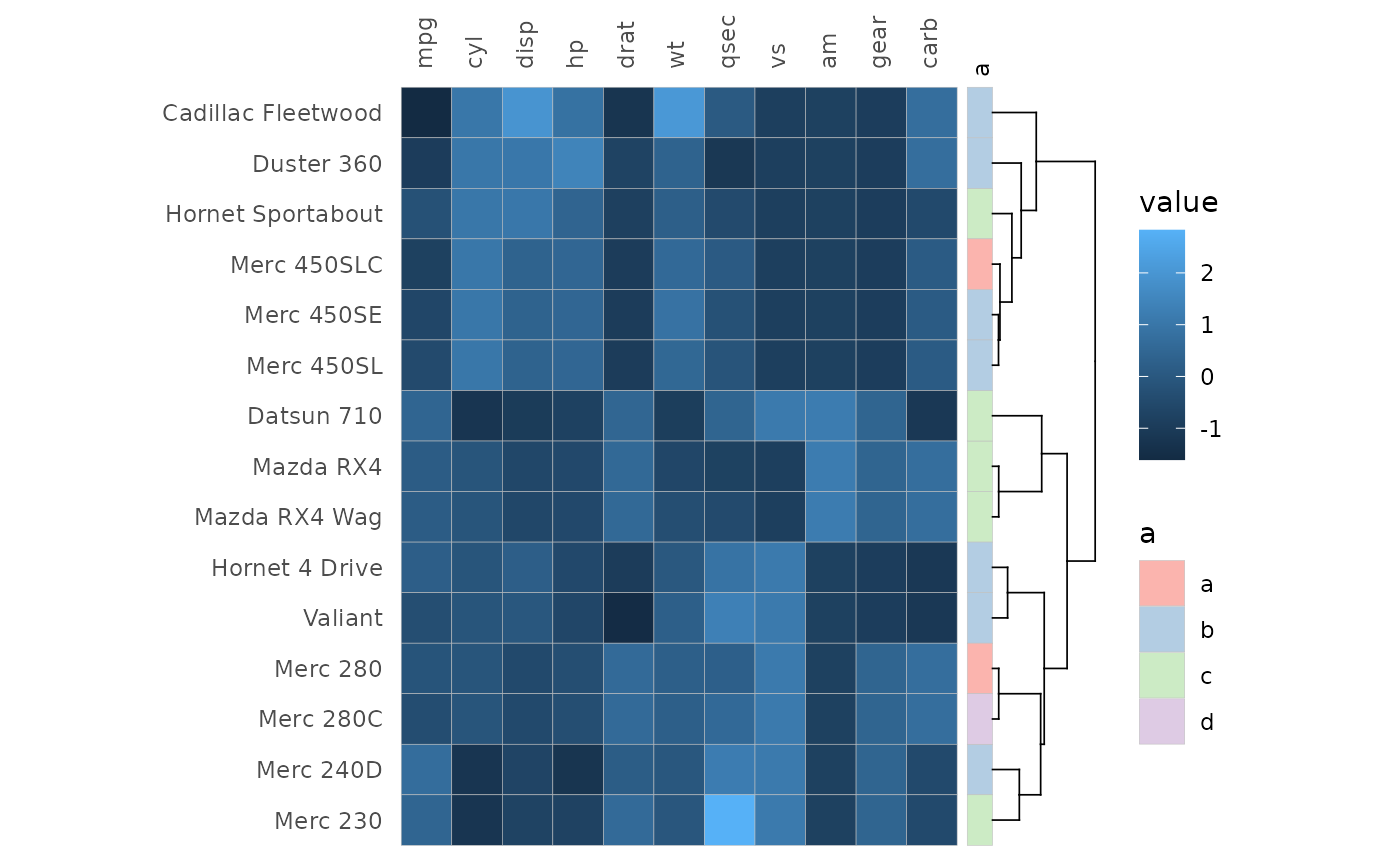 mpg cyl disp hp drat wt qsec vs am gear carb
a
Cadillac Fleetwood
Duster 360
Hornet Sportabout
Merc 450SLC
Merc 450SE
Merc 450SL
Datsun 710
Mazda RX4
Mazda RX4 Wag
Hornet 4 Drive
Valiant
Merc 280
Merc 280C
Merc 240D
Merc 230
value
2
1
0
-1
a
a
b
c
d